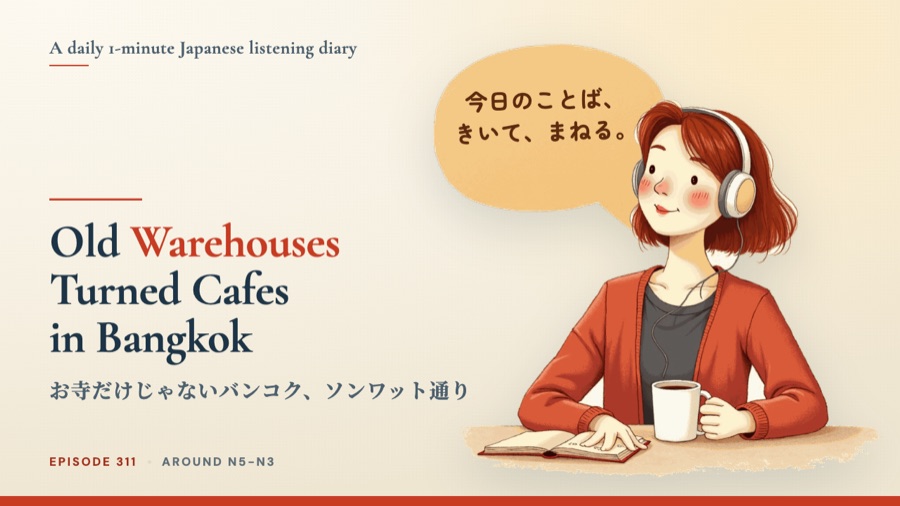 A daily 1-minute Japanese listening diary
今日のことば、
きいて、まねる。
Old Warehouses
Turned Cafes
in Bangkok
お寺だけじゃないバンコク、ソンワット通り
EPISODE 311 · AROUND N5–N3